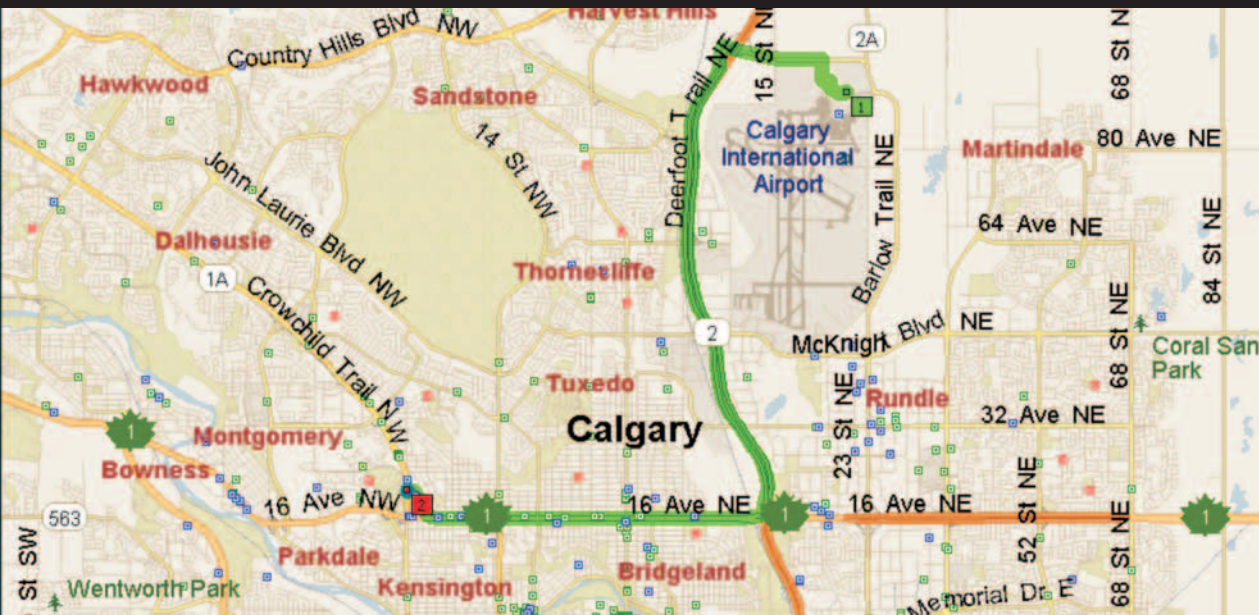 Harvest Hills
Country Hills Blvd NW
2A
Hawkwood
Sandstone
Deerfoot Trail NE
15 St N
68 St N
1
14 St NW
Calgary
International
Airport
80 Ave NE
Martindale
John Laurie Blvd NW
Barlow Trail NE
84 St NE
64 Ave NE
Dalhousie
1A
Thorncliffe
Crowchild Trail NW
2
McKnight Blvd NE
68 St NE
Coral San
Park
Tuxedo
23 St NE
Rundle
32 Ave NE
Calgary
1
Montgomery
Bowness
52 St NE
16 Ave NW
2
1
16 Ave NE
1
16 Ave NE
1
563
St SW
68 St NE
Parkdale
Kensington
Bridgeland
Wentworth Park
Memorial Dr E